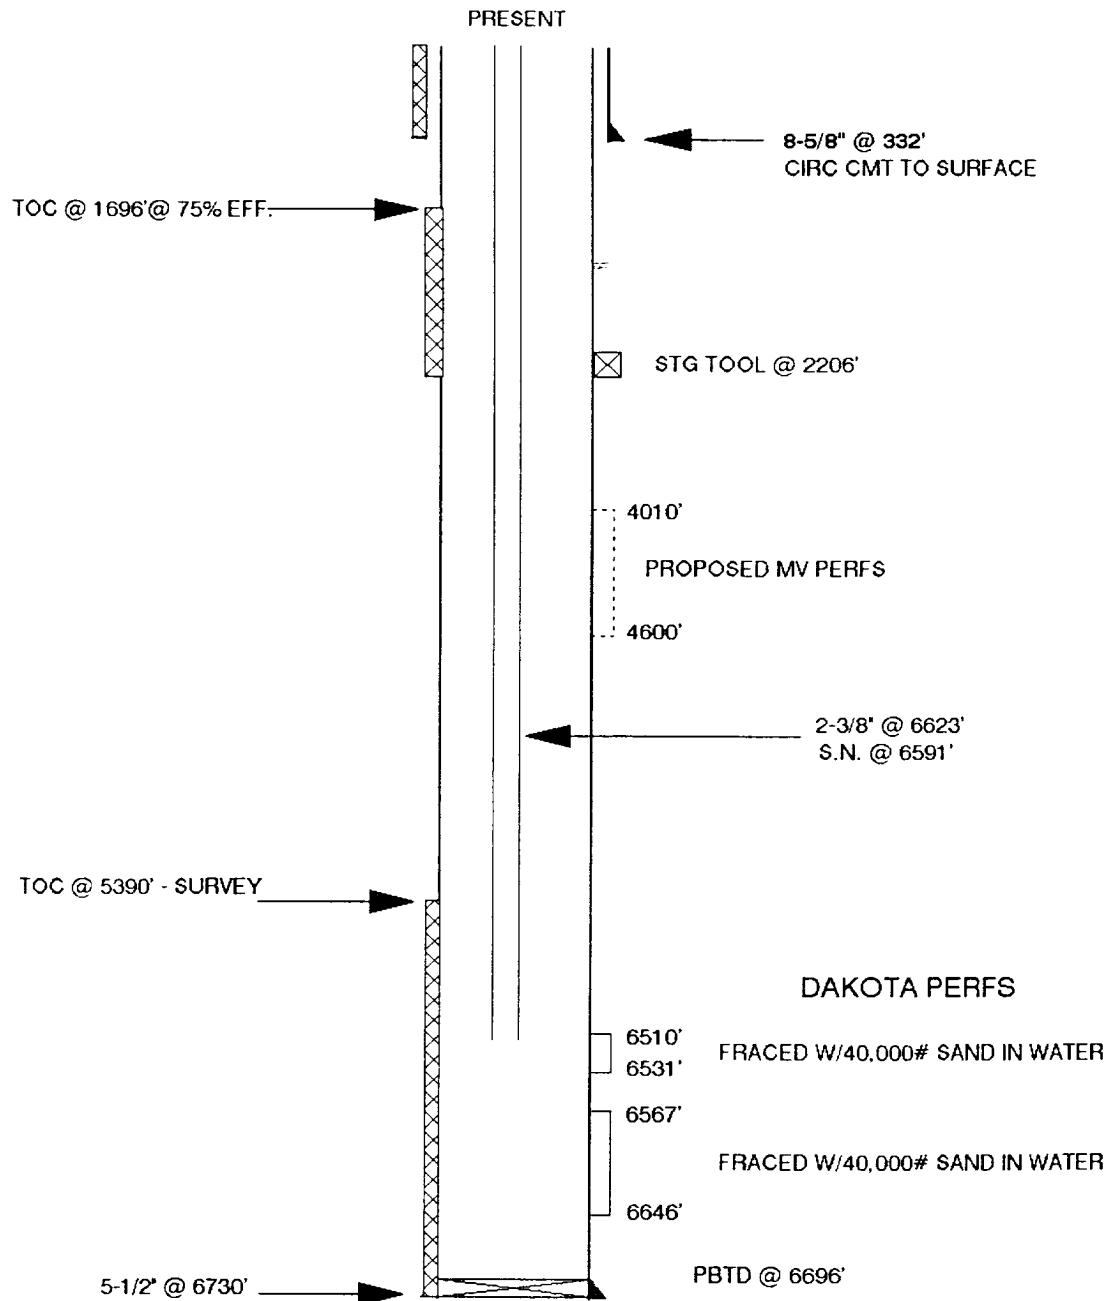 PRESENT
8-5/8" @ 332'
CIRC CMT TO SURFACE
TOC @ 1696'@ 75% EFF.
STG TOOL @ 2206'
4010'
PROPOSED MV PERFS
4600'
2-3/8" @ 6623'
S.N. @ 6591'
TOC @ 5390' - SURVEY
DAKOTA PERFS
6510'
FRACED W/40,000# SAND IN WATER
6531'
6567'
FRACED W/40,000# SAND IN WATER
6646'
PBTD @ 6696'
5-1/2" @ 6730'